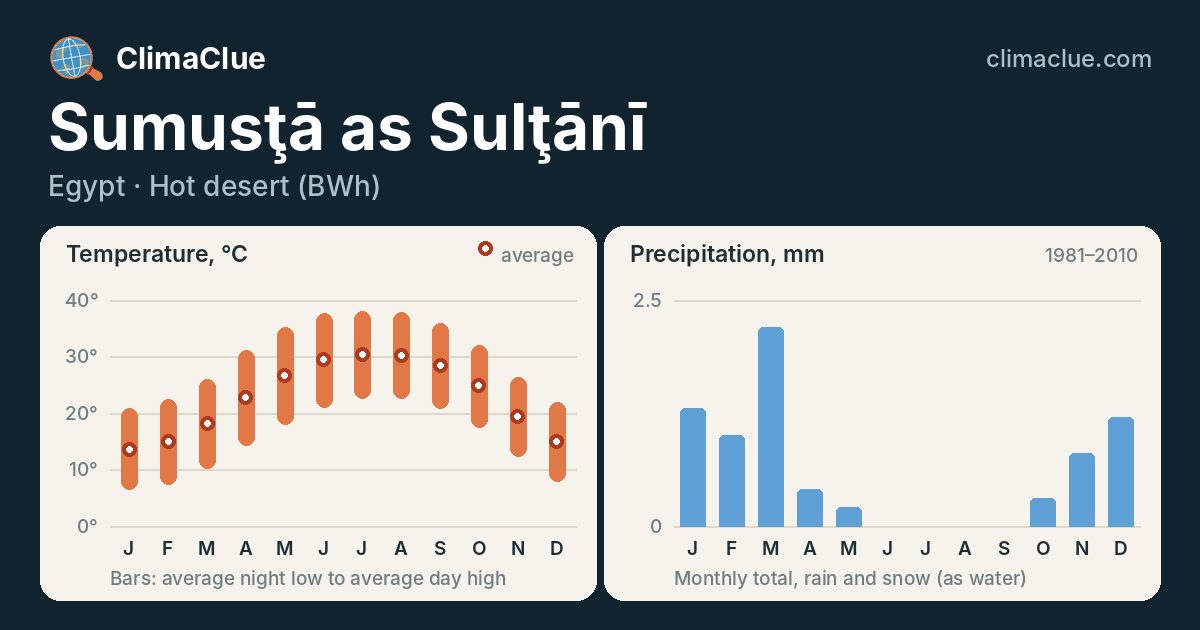 ClimaClue
climaclue.com
Sumusţā as Sulţānī
Egypt · Hot desert (BWh)
Temperature, °C
average
40°
30°
20°
10°
0°
J F M A M J J A S O N D
Bars: average night low to average day high
Precipitation, mm
1981–2010
2.5
0
J F M A M J J A S O N D
Monthly total, rain and snow (as water)